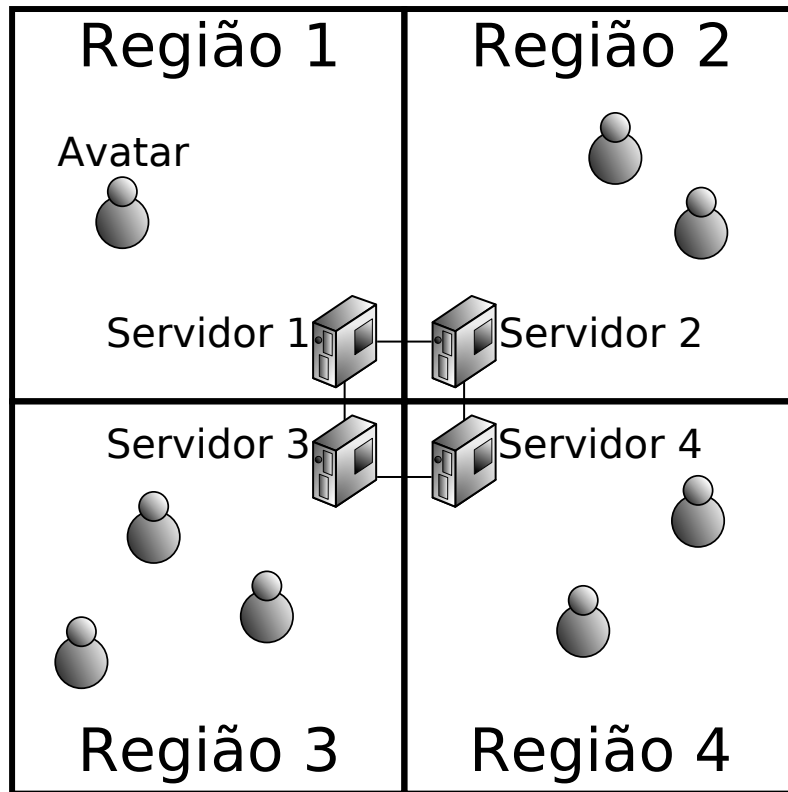 Região 1
Região 2
Avatar
Servidor 1
Servidor 2
Servidor 3
Servidor 4
Região 3
Região 4